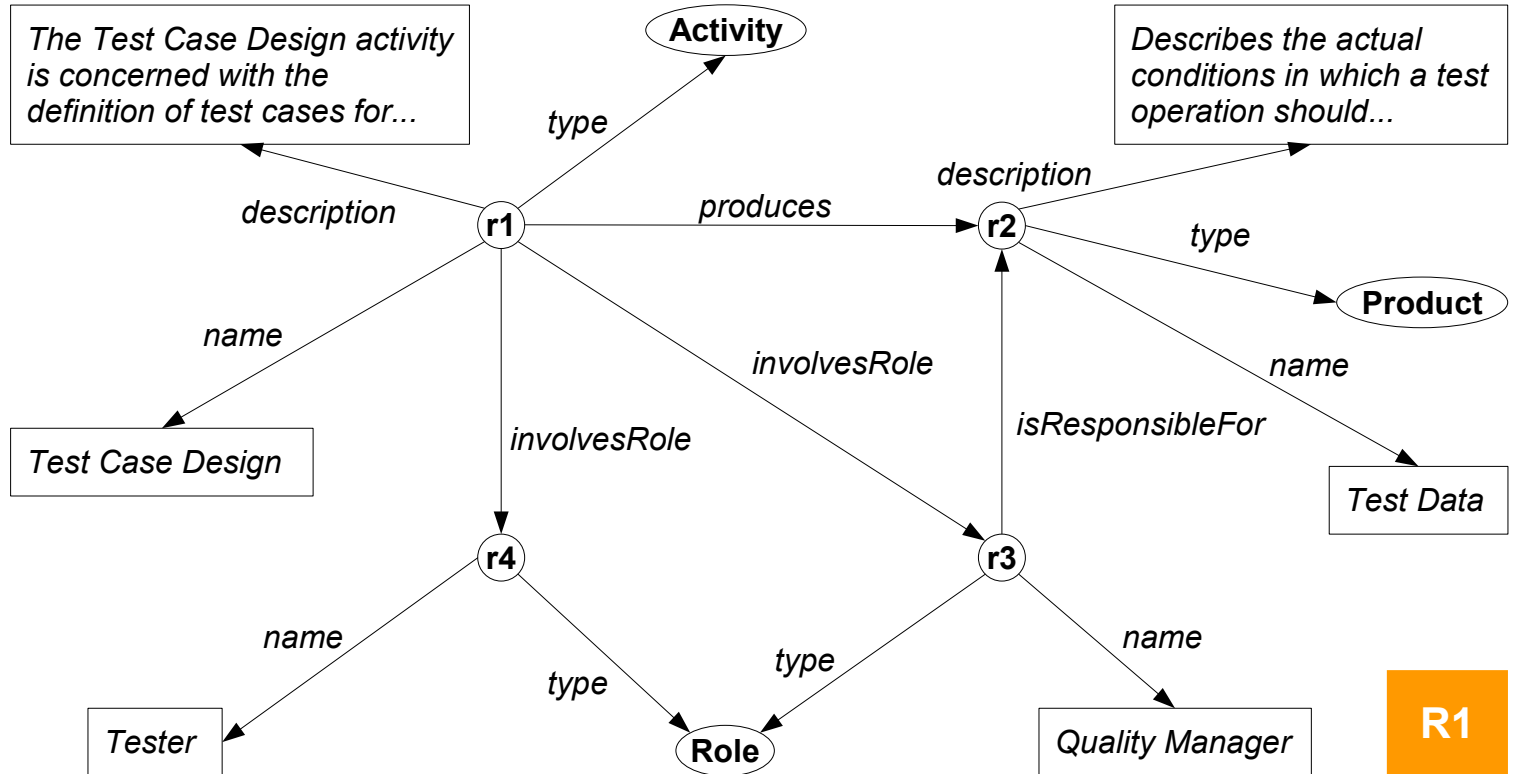 The Test Case Design activity
is concerned with the
definition of test cases for...
Activity
Describes the actual
conditions in which a test
operation should...
type
description
description
produces
r1
r2
type
Product
name
involvesRole
name
isResponsibleFor
involvesRole
Test Case Design
Test Data
r4
r3
name
type
type
name
Tester
Role
Quality Manager
R1